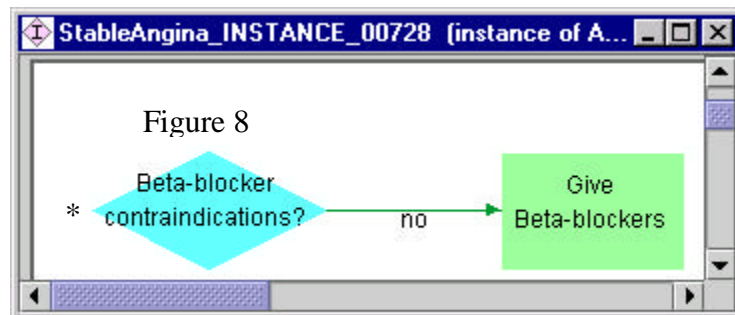 StableAngina_INSTANCE_00728 (instance of A...
Figure 8
Beta-blocker
* contraindications?
no
Give
Beta-blockers